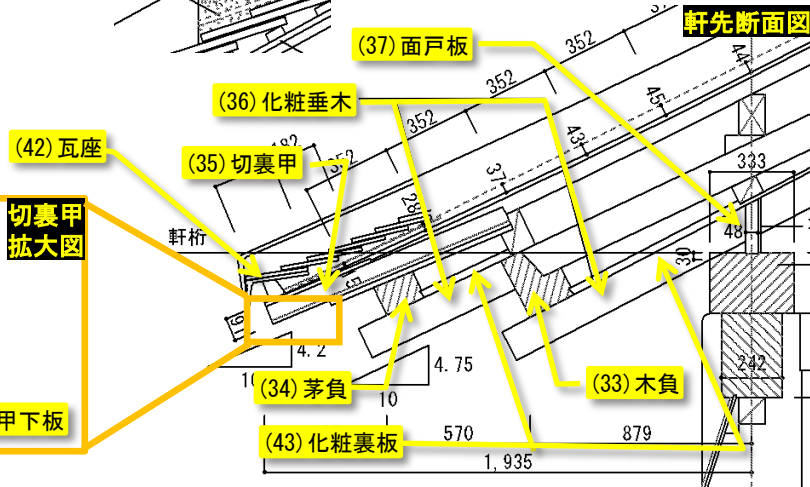 軒先断面図
(37)面戸板
352
352
352
352
182
(36)化粧垂木
(42)瓦座
(35)切裏甲
切裏甲
拡大図
軒桁
44
45
43
37
28
333
48
30
242
4.2
10
4.75
10
(34)茅負
(33)木負
甲下板
(43)化粧裏板
570
879
1,935